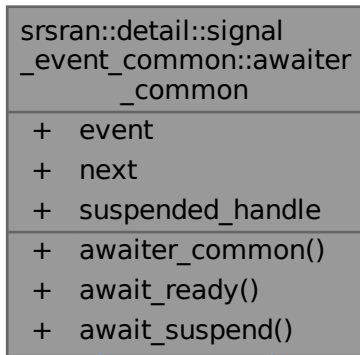 srsran::detail::signal
_event_common::awaiter
_common
+ event
+ next
+ suspended_handle
+ awaiter_common()
+ await_ready()
+ await_suspend()